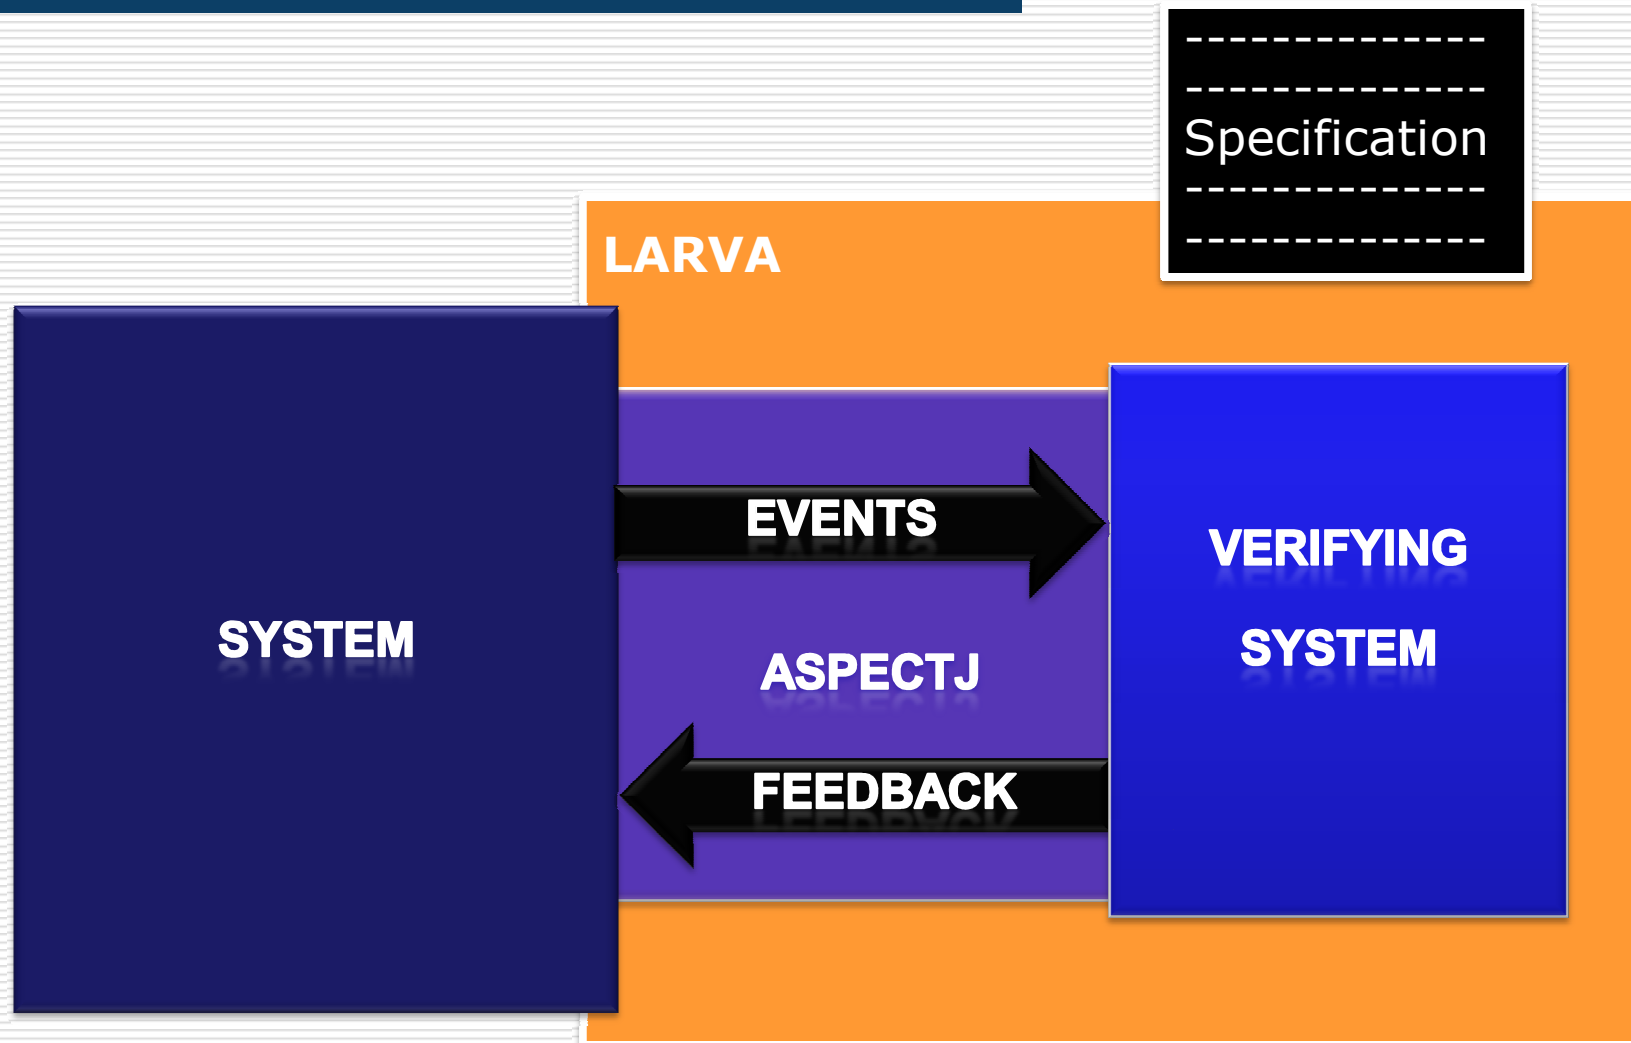 --------------
--------------
Specification
--------------
--------------
LARVA
SYSTEM
EVENTS
ASPECTJ
FEEDBACK
VERIFYING
SYSTEM